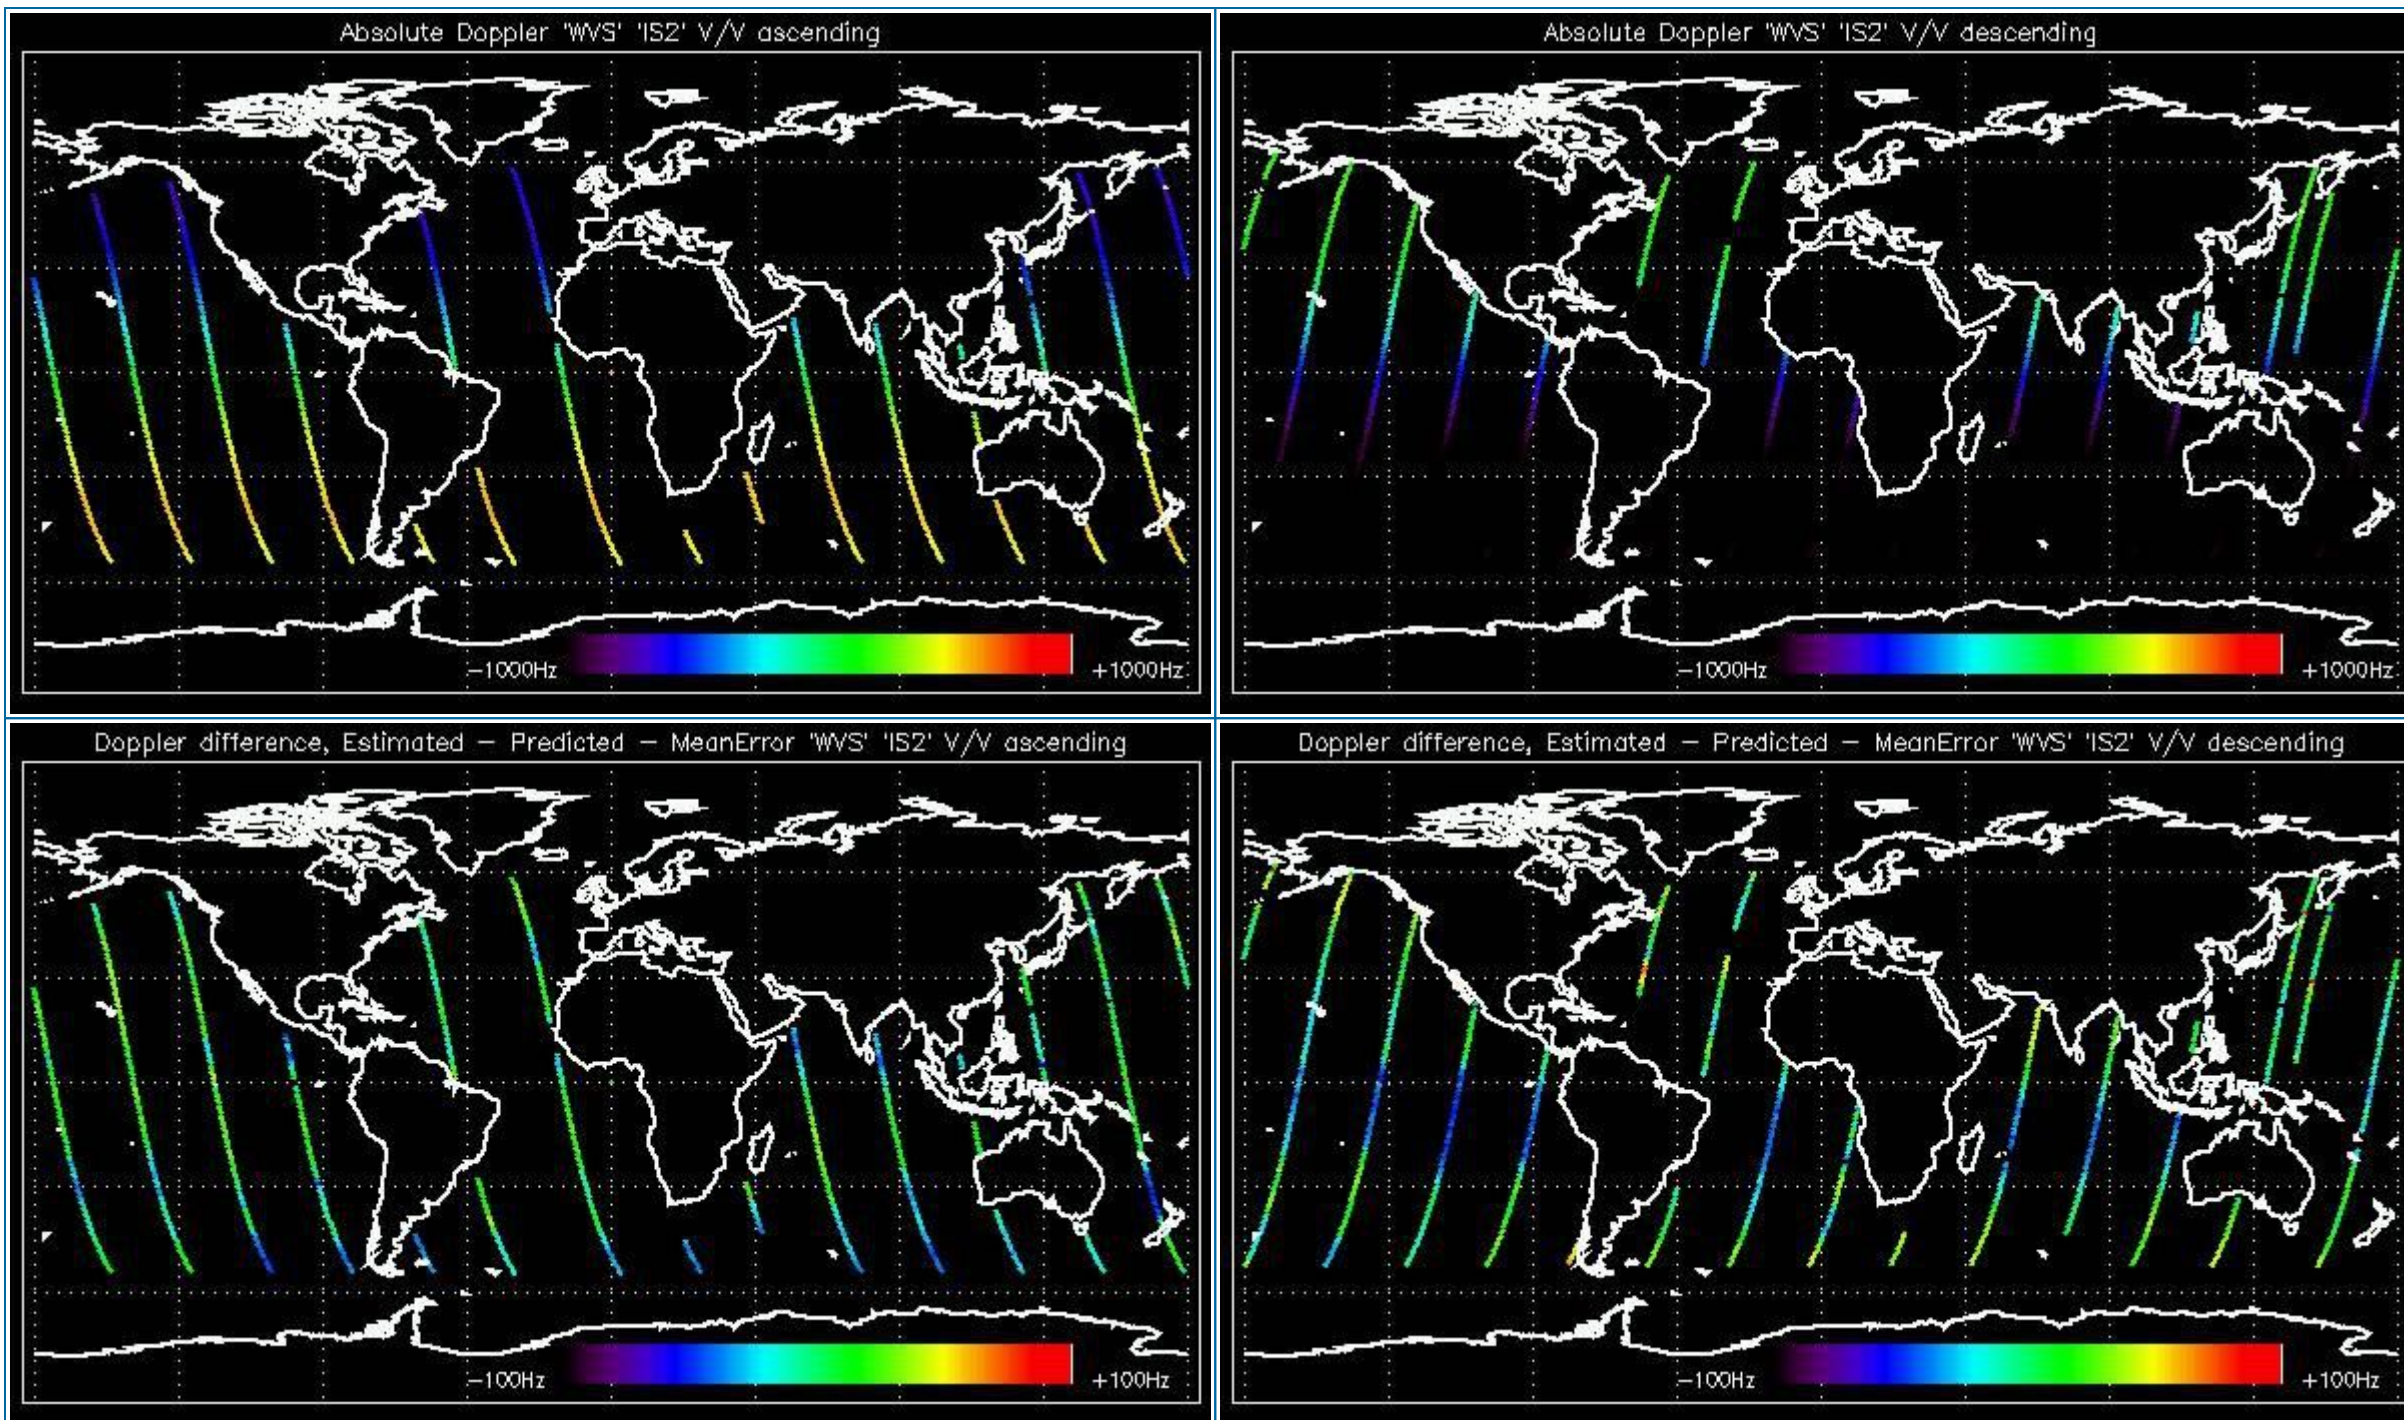 Absolute Doppler 'WVS' 'IS2' V/V ascending
-1000Hz +1000Hz
Absolute Doppler 'WVS' 'IS2' V/V descending
-1000Hz +1000Hz
Doppler difference, Estimated - Predicted - MeanError 'WVS' 'IS2' V/V ascending
-100Hz +100Hz
Doppler difference, Estimated - Predicted - MeanError 'WVS' 'IS2' V/V descending
-100Hz +100Hz